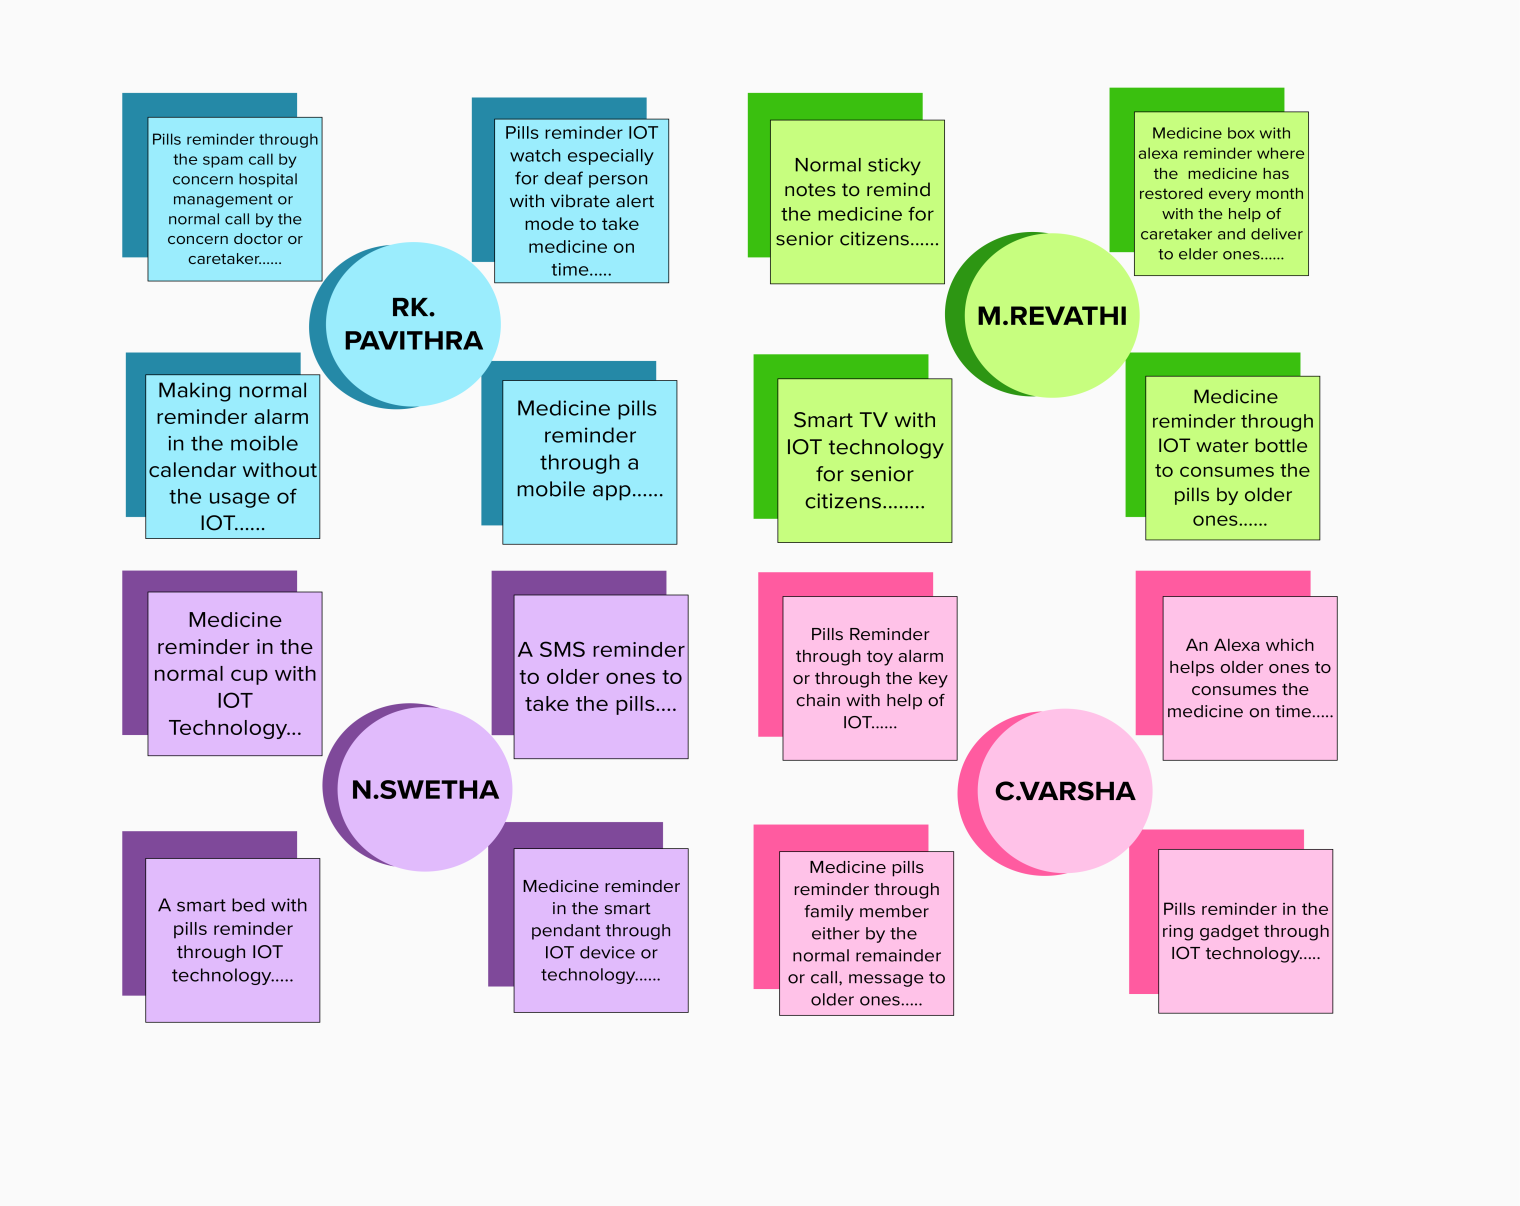 Pills reminder through
the spam call by
concern hospital
management or
normal call by the
concern doctor or
caretaker......
Pills reminder IOT
watch especially
for deaf person
with vibrate alert
mode to take
medicine on
time.....
RK.
PAVITHRA
Making normal
reminder alarm
in the moible
calendar without
the usage of
IOT......
Medicine pills
reminder
through a
mobile app......
Normal sticky
notes to remind
the medicine for
senior citizens......
Medicine box with
alexa reminder where
the  medicine has
restored every month
with the help of
caretaker and deliver
to elder ones......
M.REVATHI
Smart TV with
IOT technology
for senior
citizens........
Medicine
reminder through
IOT water bottle
to consumes the
pills by older
ones......
Medicine
reminder in the
normal cup with
IOT
Technology...
A SMS reminder
to older ones to
take the pills....
N.SWETHA
A smart bed with
pills reminder
through IOT
technology.....
Medicine reminder
in the smart
pendant through
IOT device or
technology......
Pills Reminder
through toy alarm
or through the key
chain with help of
IOT......
An Alexa which
helps older ones to
consumes the
medicine on time.....
C.VARSHA
Medicine pills
reminder through
family member
either by the
normal remainder
or call, message to
older ones.....
Pills reminder in the
ring gadget through
IOT technology.....